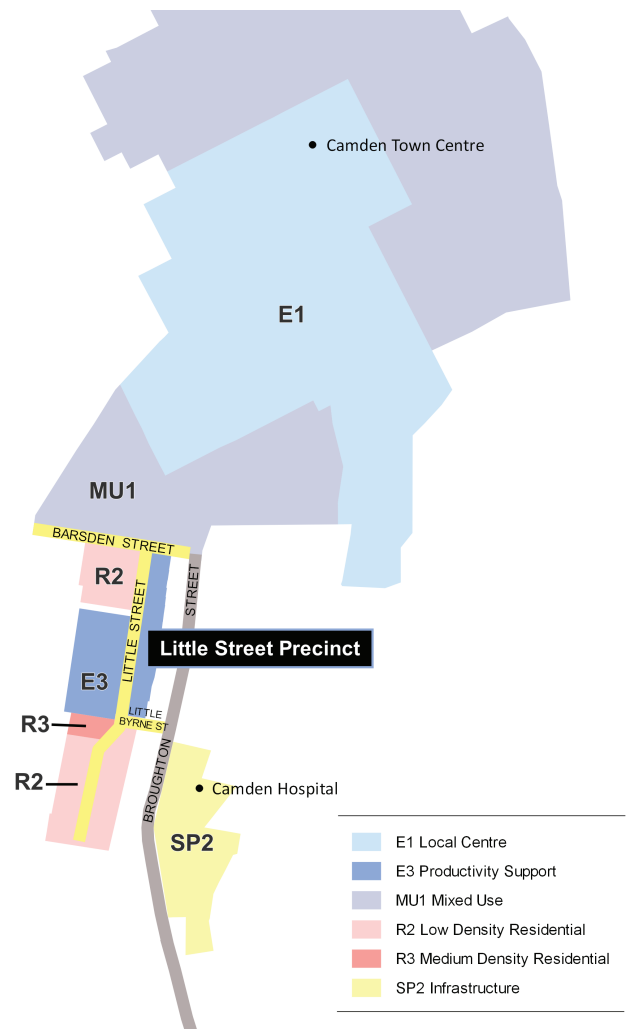 Camden Town Centre
E1
MU1
BARSDEN STREET
R2
STREET
LITTLE STREET
Little Street Precinct
E3
LITTLE
BYRNE ST
R3
BROUGHTON
R2
Camden Hospital
SP2
E1 Local Centre
E3 Productivity Support
MU1 Mixed Use
R2 Low Density Residential
R3 Medium Density Residential
SP2 Infrastructure